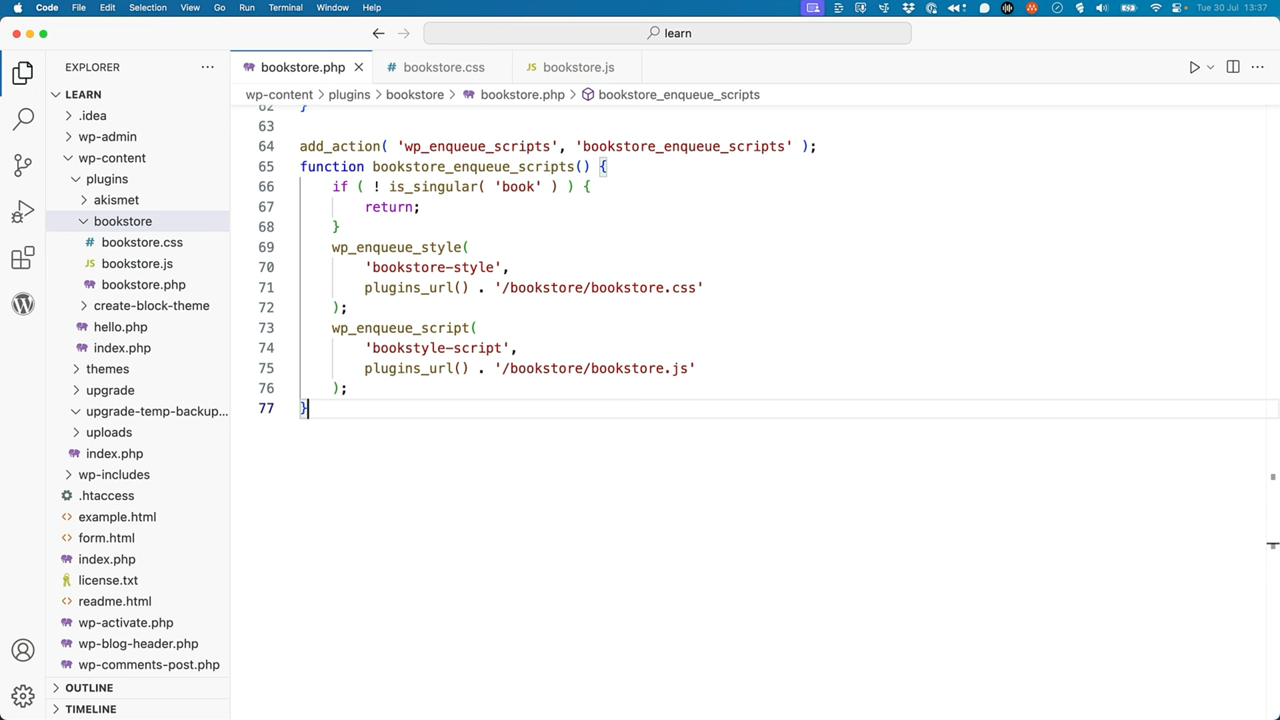 Code File Edit Selection View Go Run Terminal Window Help Tue 30 Jul 13:37
learn
EXPLORER
LEARN
.idea
wp-admin
wp-content
plugins
akismet
bookstore
bookstore.css
bookstore.js
bookstore.php
create-block-theme
hello.php
index.php
themes
upgrade
upgrade-temp-backup...
uploads
index.php
wp-includes
.htaccess
example.html
form.html
index.php
license.txt
readme.html
wp-activate.php
wp-blog-header.php
wp-comments-post.php
OUTLINE
TIMELINE
bookstore.php bookstore.css JS bookstore.js
wp-content > plugins > bookstore > bookstore.php > bookstore_enqueue_scripts
62 }
63
64 add_action( 'wp_enqueue_scripts', 'bookstore_enqueue_scripts' );
65 function bookstore_enqueue_scripts() {
66 if ( ! is_singular( 'book' ) ) {
67 return;
68 }
69 wp_enqueue_style(
70 'bookstore-style',
71 plugins_url() . '/bookstore/bookstore.css'
72 );
73 wp_enqueue_script(
74 'bookstyle-script',
75 plugins_url() . '/bookstore/bookstore.js'
76 );
77 }